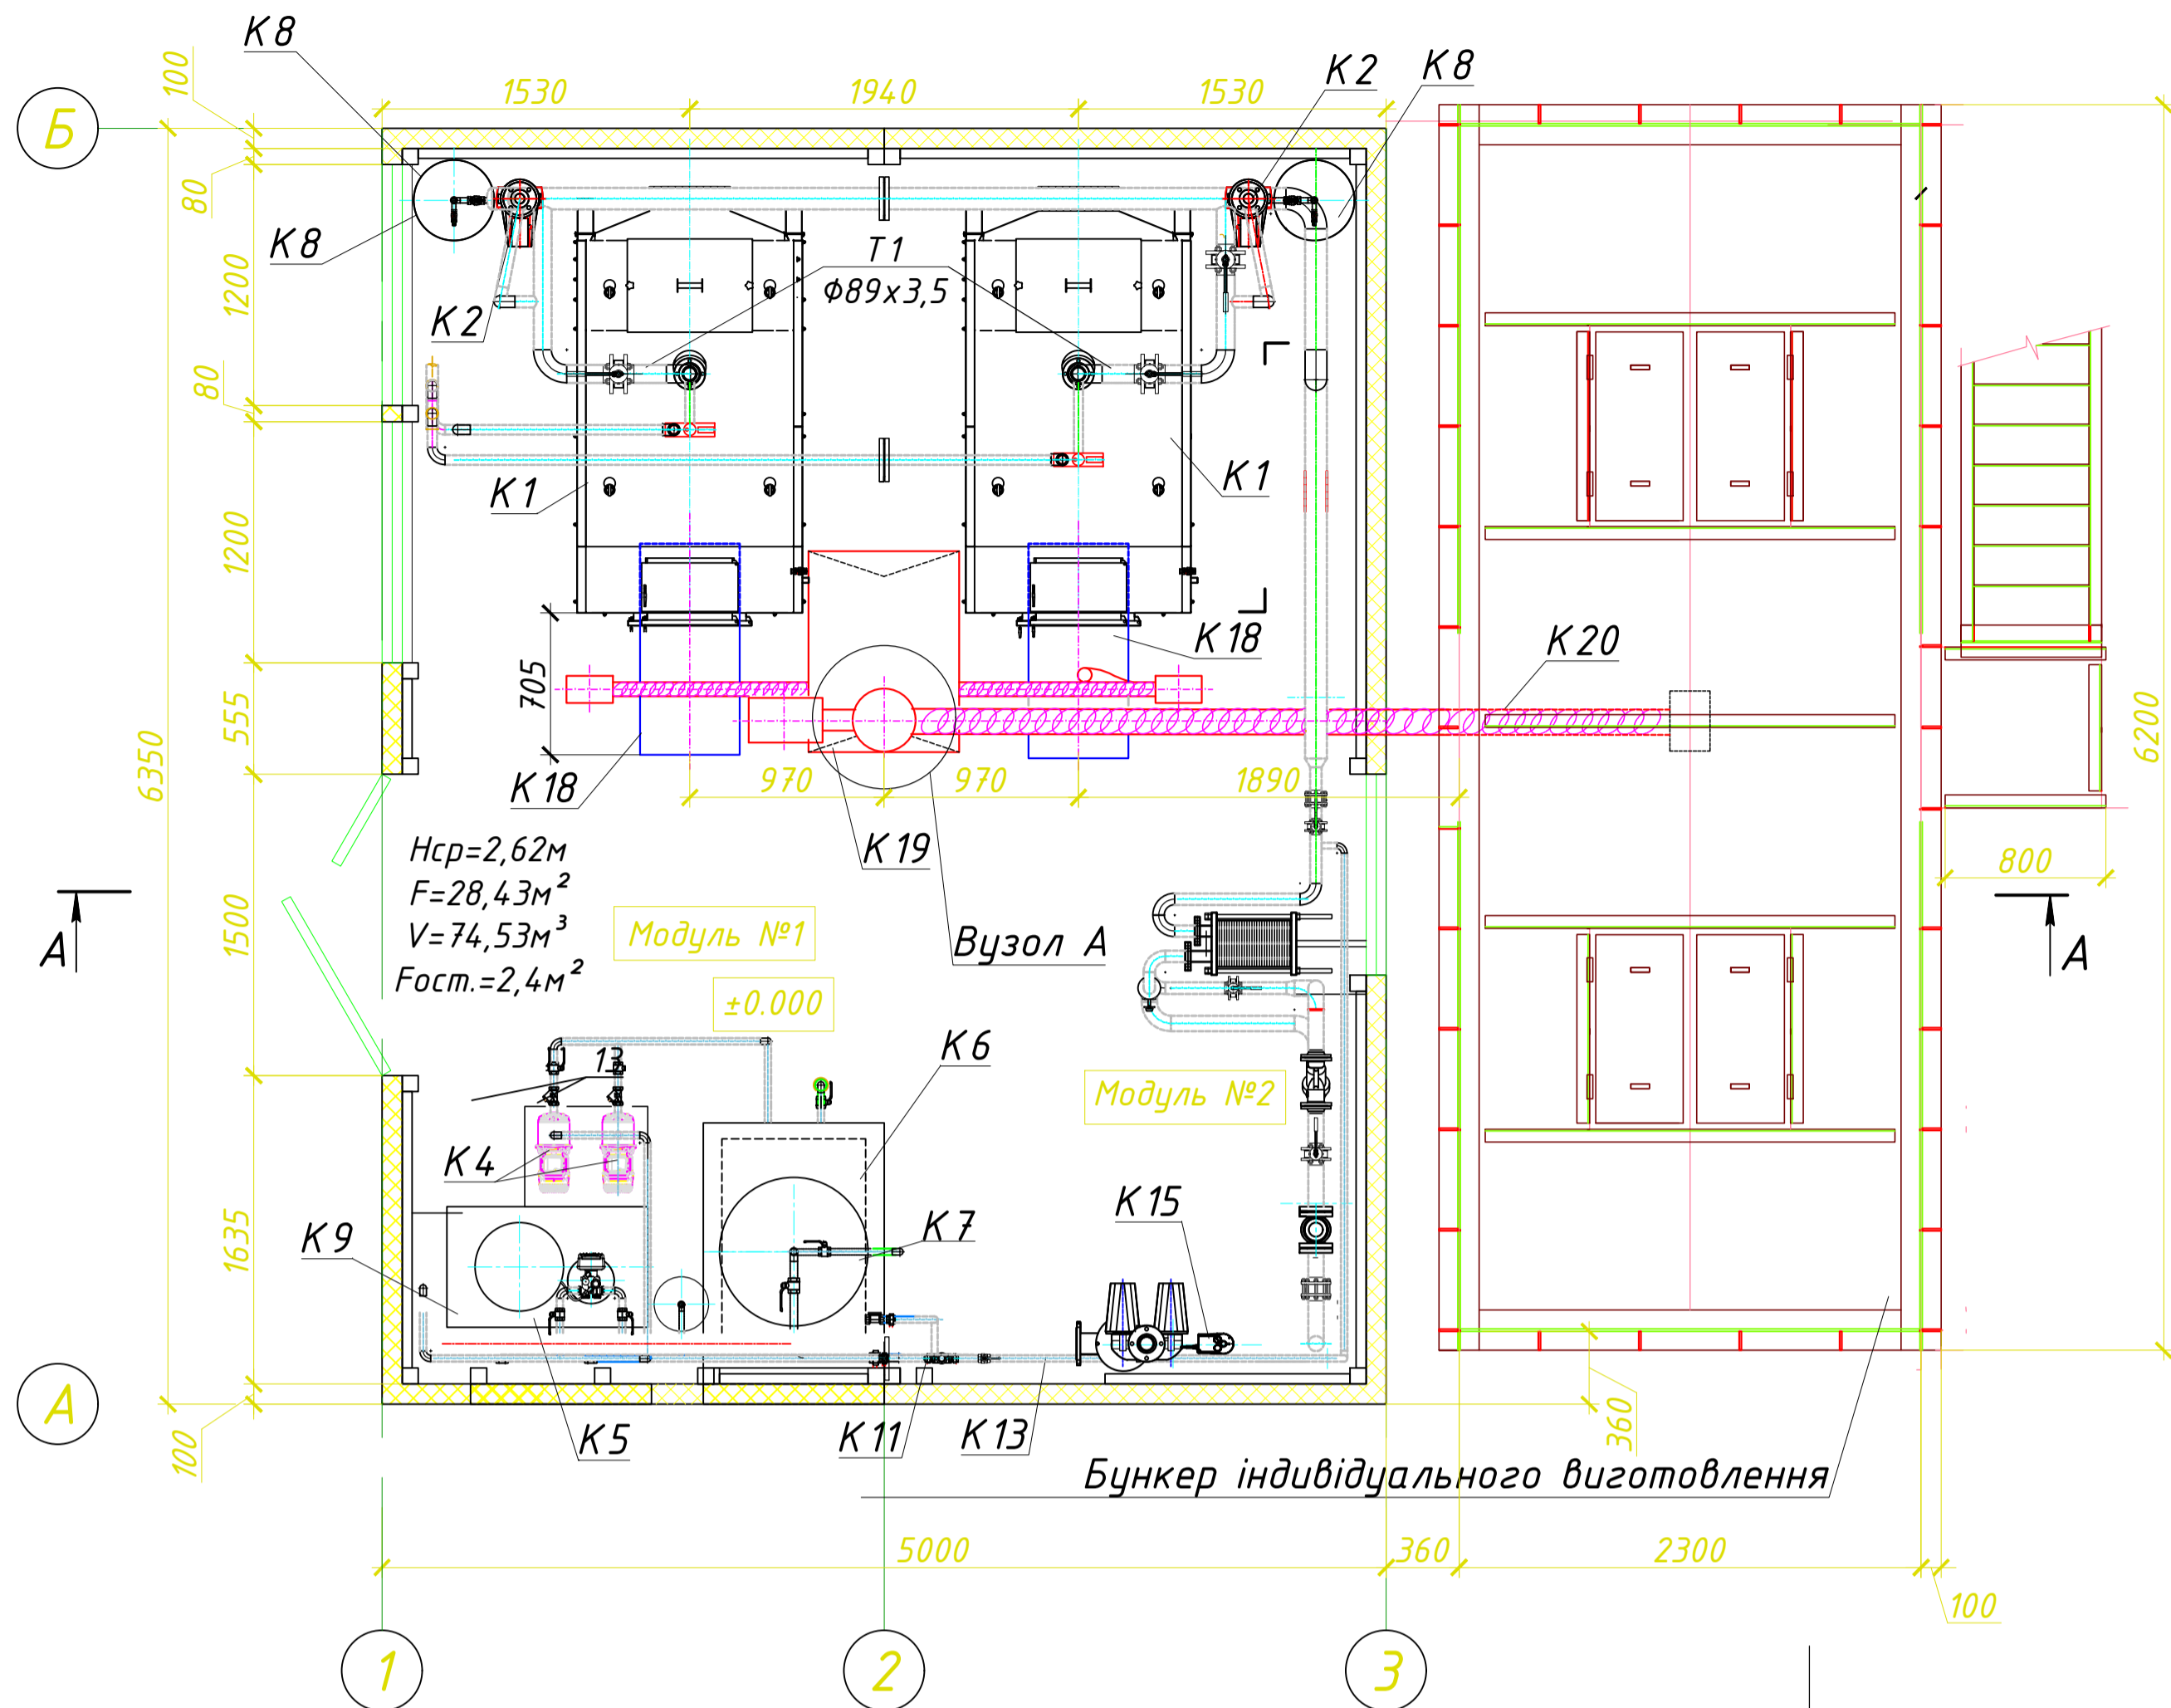 К8
100
1530
1940
1530
К2
К8
Б
80
К8
1200
Т1
Ф89х3,5
К2
80
К1
К1
1200
К18
К20
705
555
6350
6200
К18
970
970
1890
К19
Нср=2,62м
F=28,43м²
V=74,53м³
Fост.=2,4м²
Модуль №1
Вузол А
±0.000
800
1500
А
А
13
К6
Модуль №2
К4
К15
К9
К7
1635
А
100
К5
К11
К13
360
Бункер індивідуального виготовлення
5000
360
2300
100
1
2
3